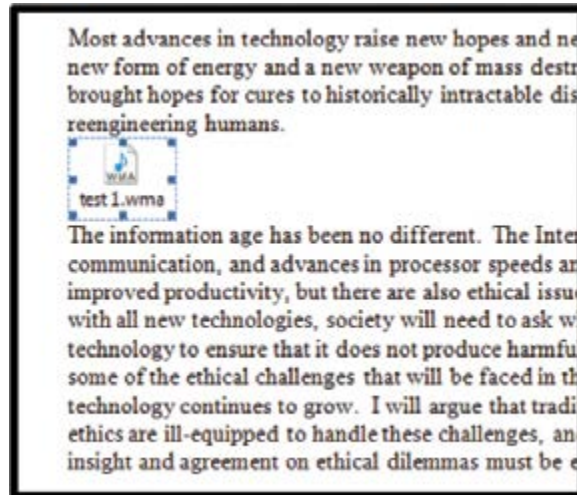 Most advances in technology raise new hopes and ne
new form of energy and a new weapon of mass destr
brought hopes for cures to historically intractable dis
reengineering humans.
WMA
test 1.wma
The information age has been no different. The Inter
communication, and advances in processor speeds an
improved productivity, but there are also ethical issue
with all new technologies, society will need to ask w
technology to ensure that it does not produce harmfu
some of the ethical challenges that will be faced in th
technology continues to grow. I will argue that tradi
ethics are ill-equipped to handle these challenges, an
insight and agreement on ethical dilemmas must be e